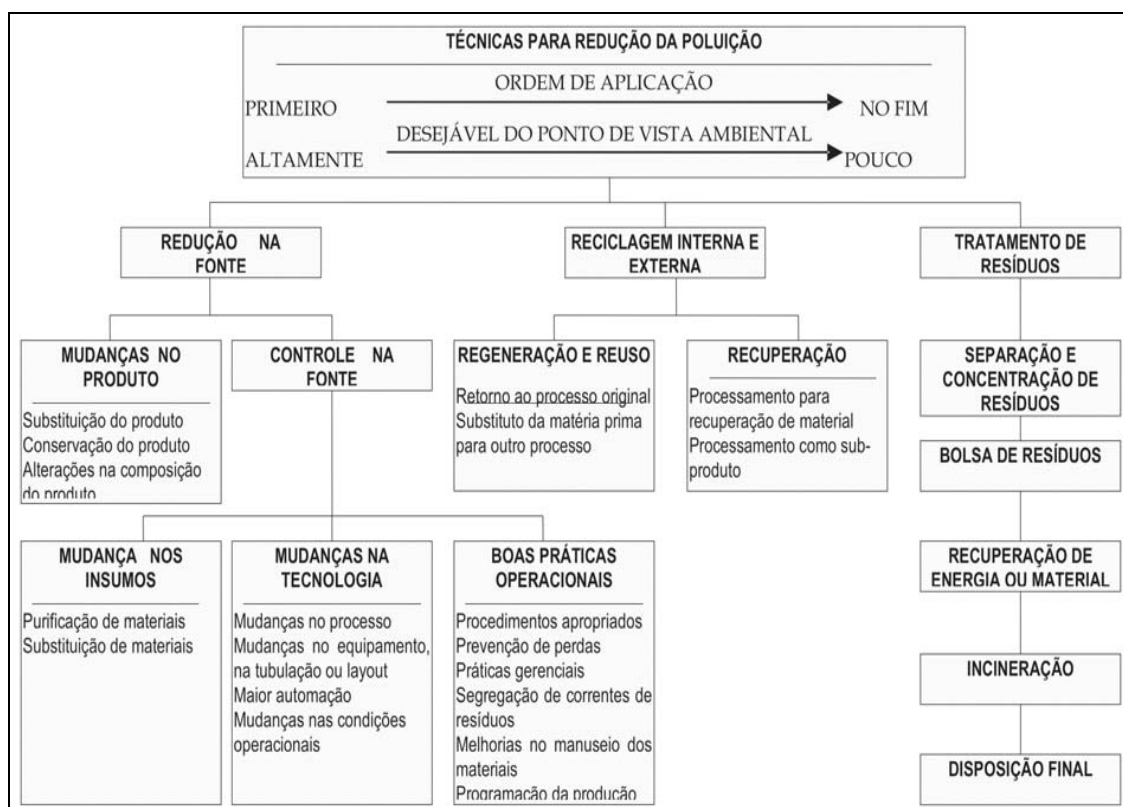 TÉCNICAS PARA REDUÇÃO DA POLUIÇÃO
ORDEM DE APLICAÇÃO
PRIMEIRO
NO FIM
DESEJÁVEL DO PONTO DE VISTA AMBIENTAL
ALTAMENTE
POUCO
REDUÇÃO NA
FONTE
RECICLAGEM INTERNA E
EXTERNA
TRATAMENTO DE
RESÍDUOS
MUDANÇAS NO
PRODUTO
Substituição do produto
Conservação do produto
Alterações na composição
do produto
CONTROLE NA
FONTE
REGENERAÇÃO E REUSO
Retorno ao processo original
Substituto da matéria prima
para outro processo
RECUPERAÇÃO
Processamento para
recuperação de material
Processamento como sub-
produto
SEPARAÇÃO E
CONCENTRAÇÃO DE
RESÍDUOS
BOLSA DE RESÍDUOS
MUDANÇA NOS
INSUMOS
Purificação de materiais
Substituição de materiais
MUDANÇAS NA
TECNOLOGIA
Mudanças no processo
Mudanças no equipamento,
na tubulação ou layout
Maior automação
Mudanças nas condições
operacionais
BOAS PRÁTICAS
OPERACIONAIS
Procedimentos apropriados
Prevenção de perdas
Práticas gerenciais
Segregação de correntes de
resíduos
Melhorias no manuseio dos
materiais
Programação da produção
RECUPERAÇÃO DE
ENERGIA OU MATERIAL
INCINERAÇÃO
DISPOSIÇÃO FINAL